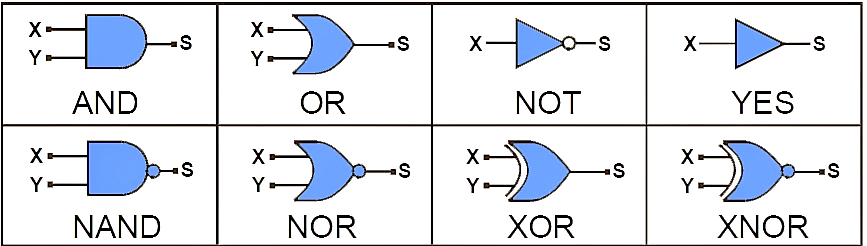 X Y S
AND
X Y S
OR
X S
NOT
X S
YES
X Y S
NAND
X Y S
NOR
X Y S
XOR
X Y S
XNOR